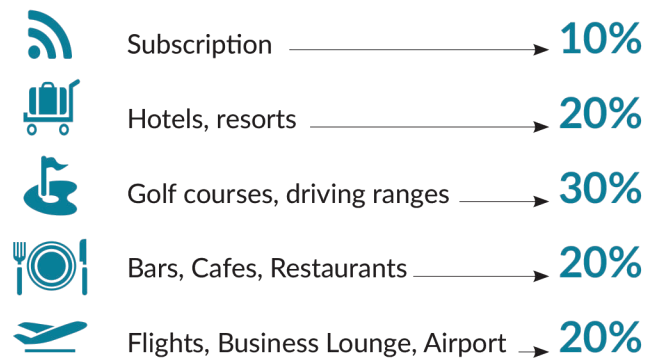 Subscription 10%
Hotels, resorts 20%
Golf courses, driving ranges 30%
Bars, Cafes, Restaurants 20%
Flights, Business Lounge, Airport 20%